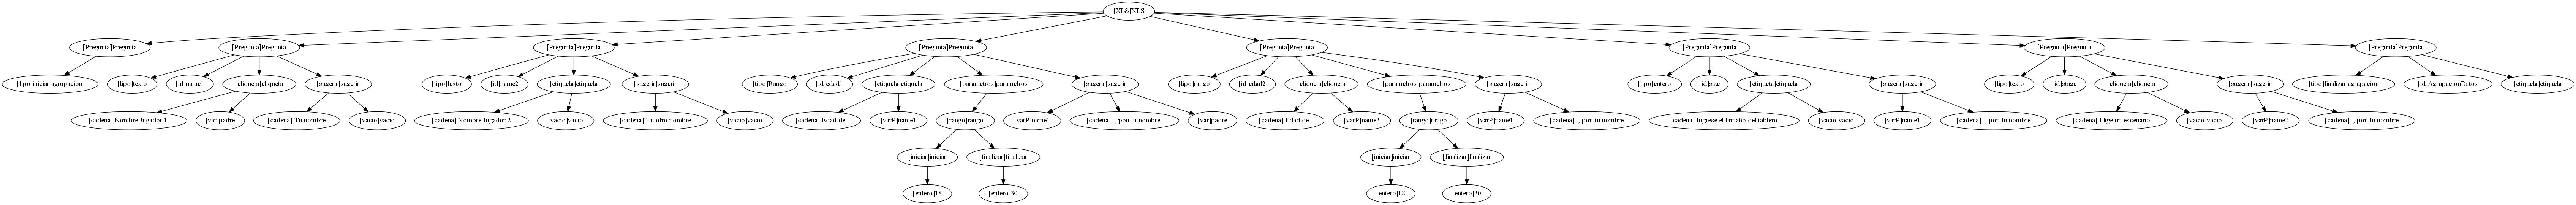 [XLS]XLS
[Pregunta]Pregunta
[Pregunta]Pregunta
[Pregunta]Pregunta
[Pregunta]Pregunta
[Pregunta]Pregunta
[Pregunta]Pregunta
[Pregunta]Pregunta
[Pregunta]Pregunta
[tipo]iniciar agrupacion
[tipo]texto
[id]name1
[etiqueta]etiqueta
[sugerir]sugerir
[tipo]texto
[id]name2
[etiqueta]etiqueta
[sugerir]sugerir
[tipo]Rango
[id]edad1
[etiqueta]etiqueta
[parametros]parametros
[sugerir]sugerir
[tipo]rango
[id]edad2
[etiqueta]etiqueta
[parametros]parametros
[sugerir]sugerir
[tipo]entero
[id]size
[etiqueta]etiqueta
[sugerir]sugerir
[tipo]texto
[id]stage
[etiqueta]etiqueta
[sugerir]sugerir
[tipo]finalizar agrupacion
[id]AgrupacionDatos
[etiqueta]etiqueta
[cadena] Nombre Jugador 1
[var]padre
[cadena] Tu nombre
[vacio]vacio
[cadena] Nombre Jugador 2
[vacio]vacio
[cadena] Tu otro nombre
[vacio]vacio
[cadena] Edad de
[varP]name1
[rango]rango
[varP]name1
[cadena] , pon tu nombre
[var]padre
[cadena] Edad de
[varP]name2
[rango]rango
[varP]name1
[cadena] , pon tu nombre
[cadena] Ingrese el tamaño del tablero
[vacio]vacio
[varP]name1
[cadena] , pon tu nombre
[cadena] Elige un escenario
[vacio]vacio
[varP]name2
[cadena] , pon tu nombre
[iniciar]iniciar
[finalizar]finalizar
[iniciar]iniciar
[finalizar]finalizar
[entero]18
[entero]30
[entero]18
[entero]30